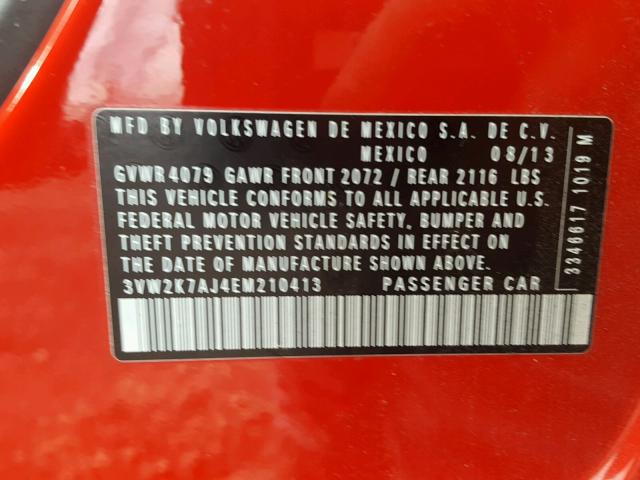 MFD BY VOLKSWAGEN DE MEXICO S.A. DE C.V.
MEXICO 08/13
GVWR 4079 GAWR FRONT 2072 / REAR 2116 LBS
THIS VEHICLE CONFORMS TO ALL APPLICABLE U.S.
FEDERAL MOTOR VEHICLE SAFETY, BUMPER AND
THEFT PREVENTION STANDARDS IN EFFECT ON
THE DATE OF MANUFACTURE SHOWN ABOVE.
3VW2K7AJ4EM210413 PASSENGER CAR
3346617 1019 M